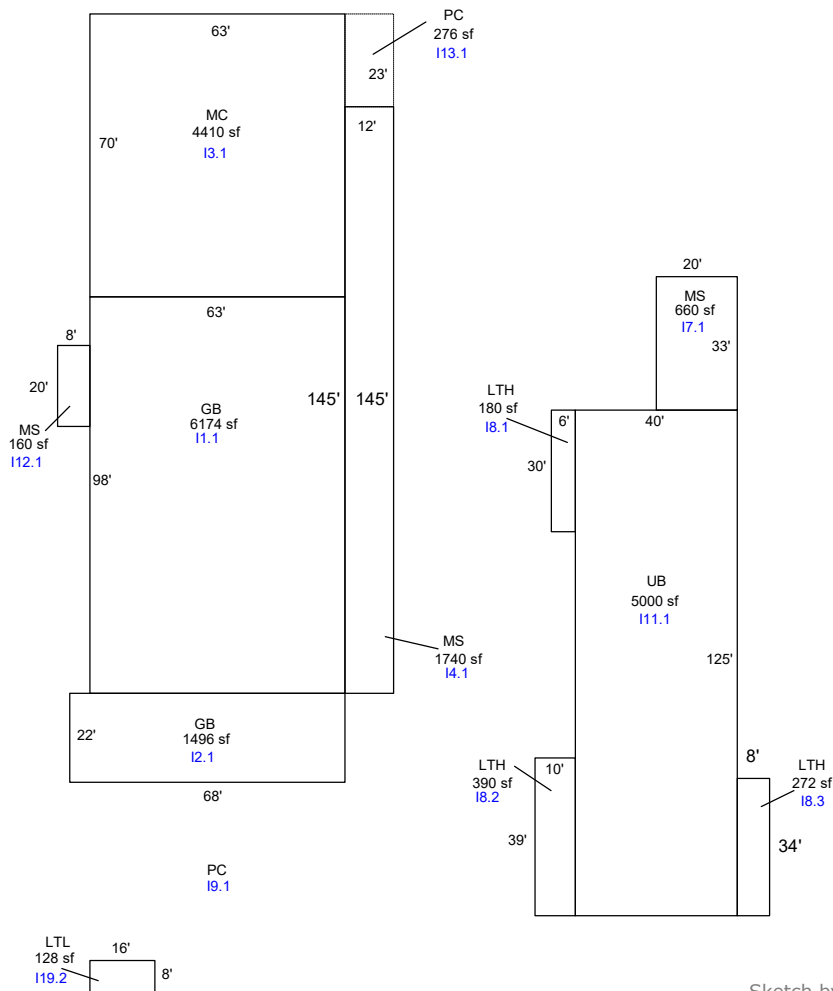 63'
PC
276 sf
I13.1
23'
MC
4410 sf
I3.1
70'
12'
63'
8'
20'
MS
160 sf
I12.1
GB
6174 sf
I1.1
145'
145'
98'
MS
1740 sf
I4.1
22'
GB
1496 sf
I2.1
68'
PC
I9.1
LTL
128 sf
I19.2
16'
8'
20'
MS
660 sf
I7.1
33'
LTH
180 sf
I8.1
6'
40'
30'
UB
5000 sf
I11.1
125'
LTH
390 sf
I8.2
10'
39'
8'
LTH
272 sf
I8.3
34'
Sketch by